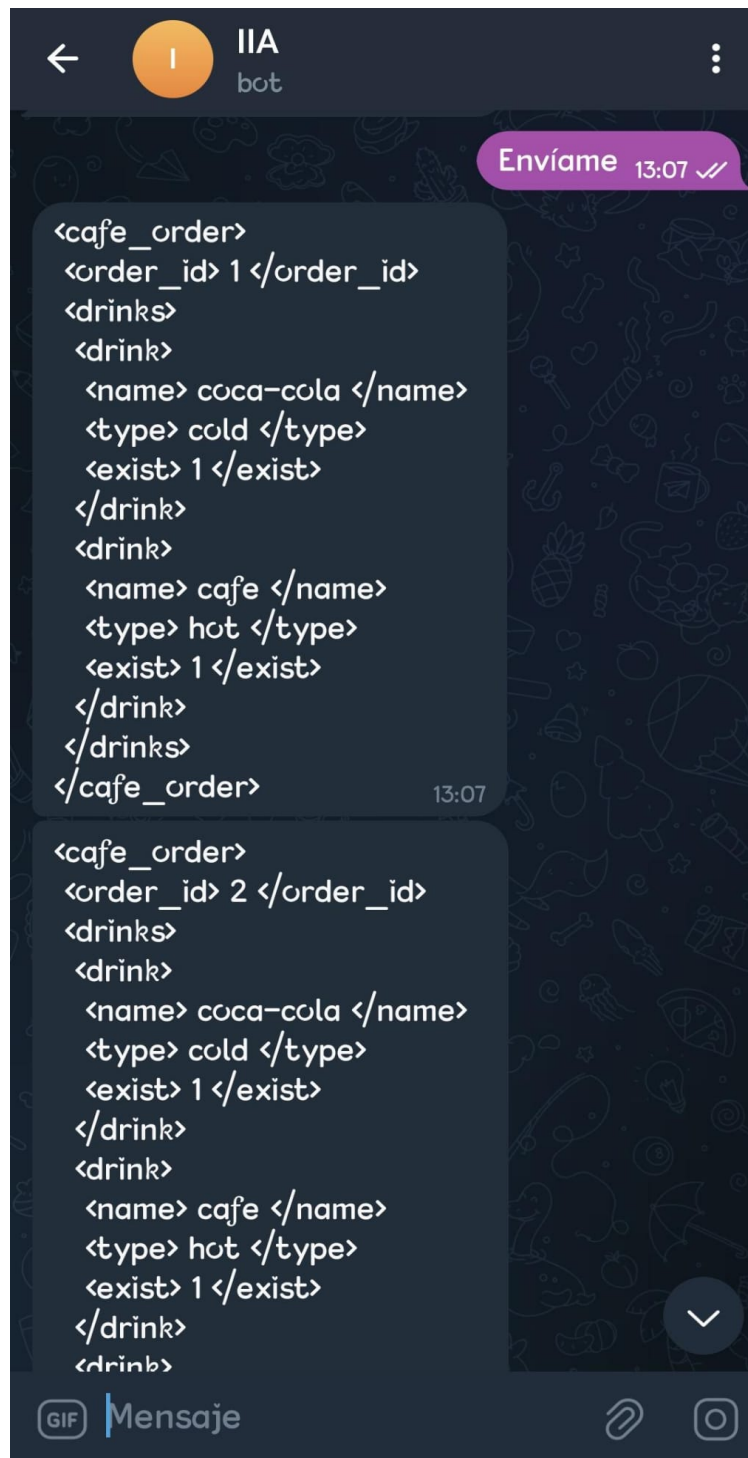 IIA
bot
Envíame 13:07
<cafe_order>
<order_id> 1 </order_id>
<drinks>
<drink>
<name> coca-cola </name>
<type> cold </type>
<exist> 1 </exist>
</drink>
<drink>
<name> cafe </name>
<type> hot </type>
<exist> 1 </exist>
</drink>
</drinks>
</cafe_order>
13:07
<cafe_order>
<order_id> 2 </order_id>
<drinks>
<drink>
<name> coca-cola </name>
<type> cold </type>
<exist> 1 </exist>
</drink>
<drink>
<name> cafe </name>
<type> hot </type>
<exist> 1 </exist>
</drink>
<drink>
GIF Mensaje